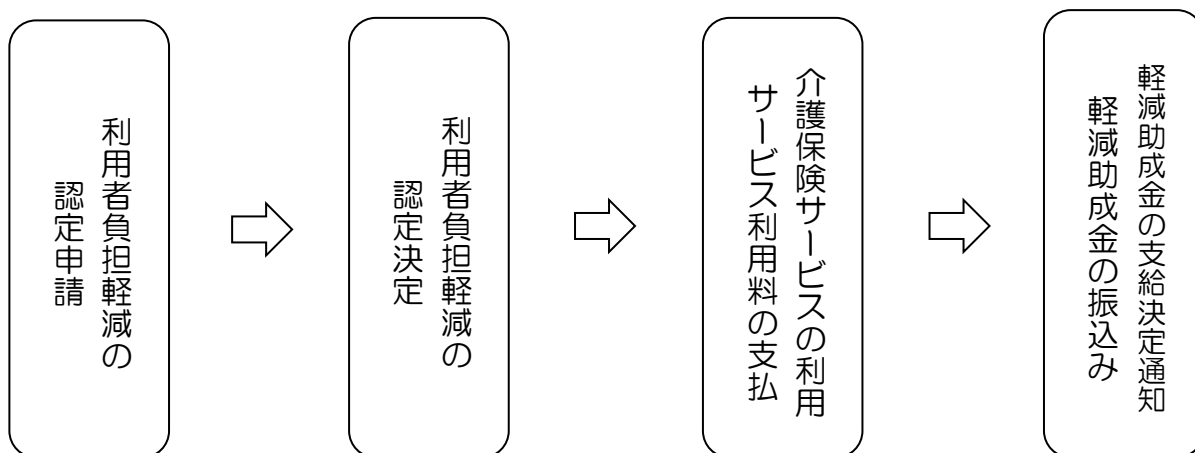 利用者負担軽減の
認定申請
利用者負担軽減の
認定決定
介護保険サービスの利用
サービス利用料の支払
軽減助成金の支給決定通知
軽減助成金の振込み